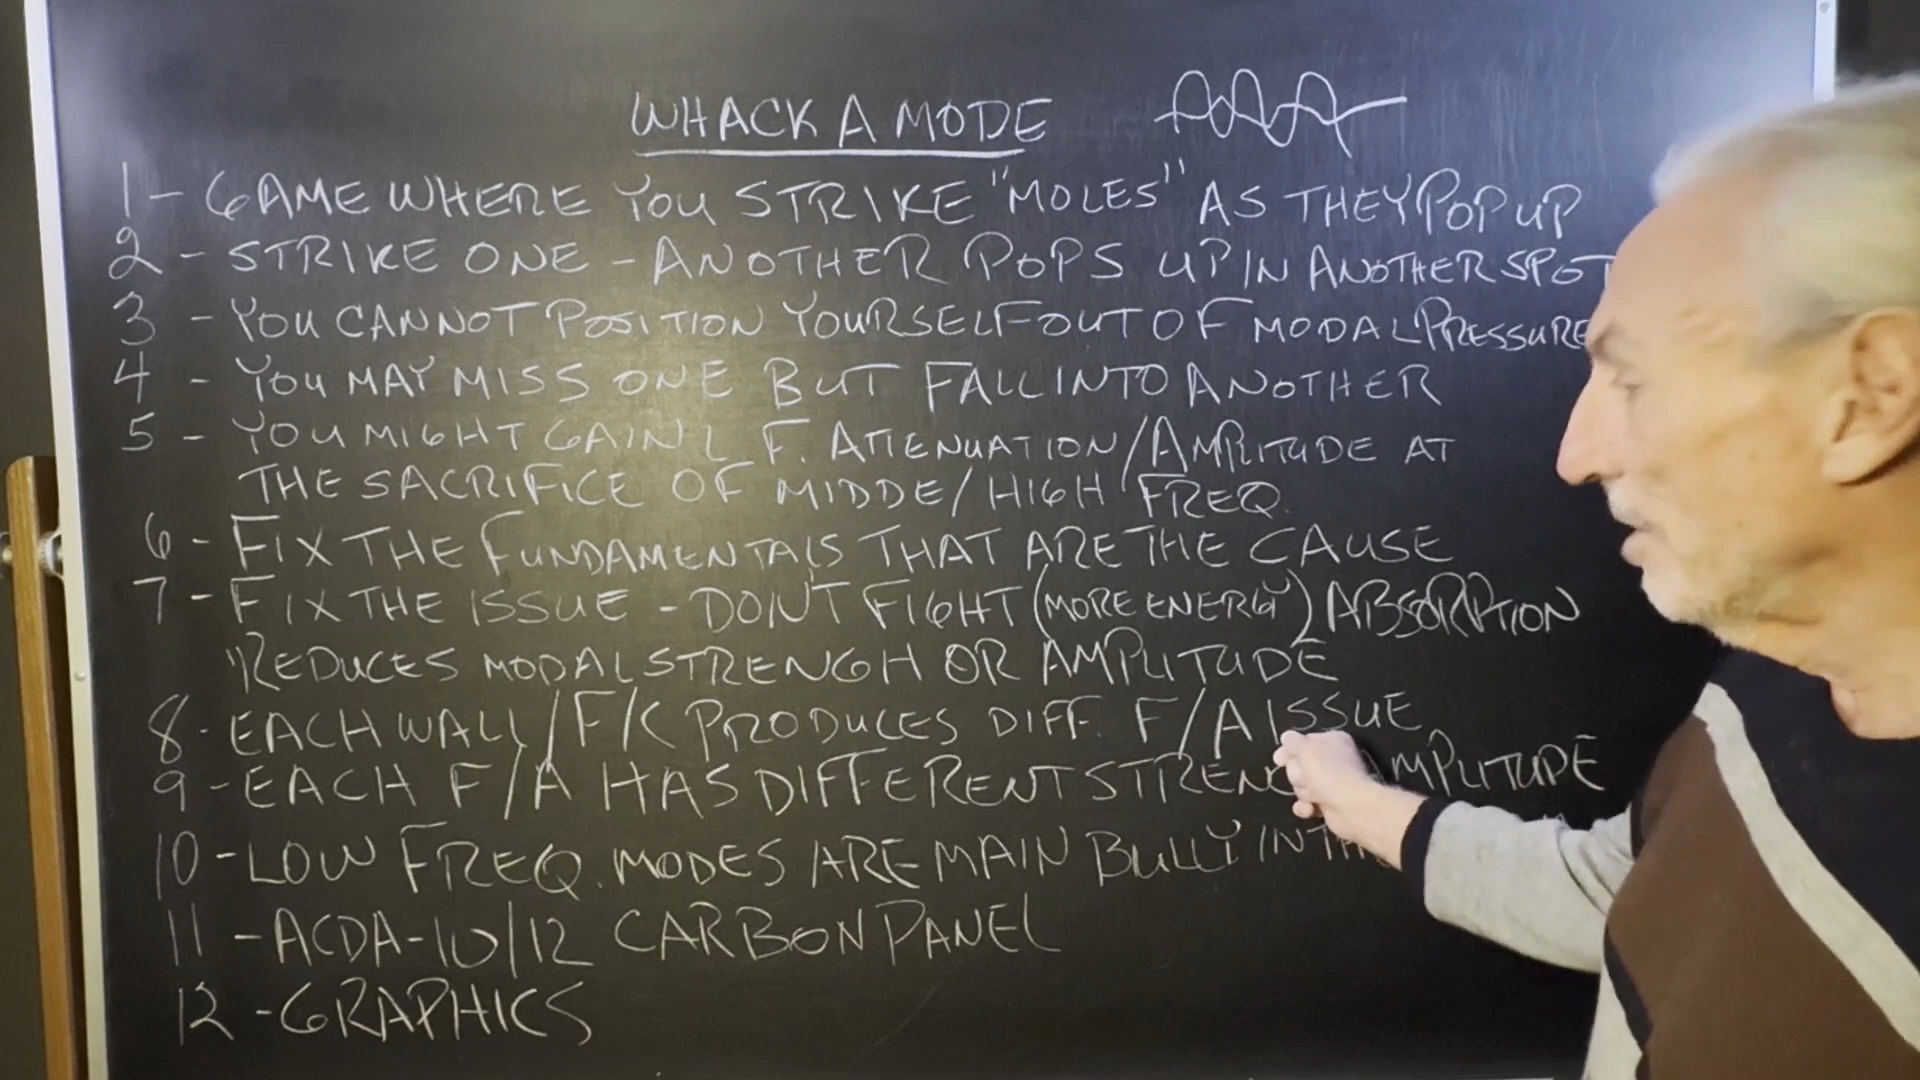 WHACK A MODE
1 - GAME WHERE YOU STRIKE "MOLES" AS THEY POP UP
2 - STRIKE ONE - ANOTHER POPS UP IN ANOTHER SPOT
3 - YOU CANNOT POSITION YOURSELF OUT OF MODAL PRESSURE
4 - YOU MAY MISS ONE BUT FALL INTO ANOTHER
5 - YOU MIGHT GAIN L F. ATTENUATION/AMPLITUDE AT
THE SACRIFICE OF MIDDE/HIGH FREQ.
6 - FIX THE FUNDAMENTALS THAT ARE THE CAUSE
7 - FIX THE ISSUE - DON'T FIGHT (MORE ENERGY) ABSORPTION
REDUCES MODAL STRENGH OR AMPLITUDE
8 - EACH WALL/F/C PRODUCES DIFF. F/A ISSUE
9 - EACH F/A HAS DIFFERENT AMPLITUDE
10 - LOW FREQ. MODES ARE MAIN BULLY IN
11 - ACDA-10/12 CARBON PANEL
12 - GRAPHICS